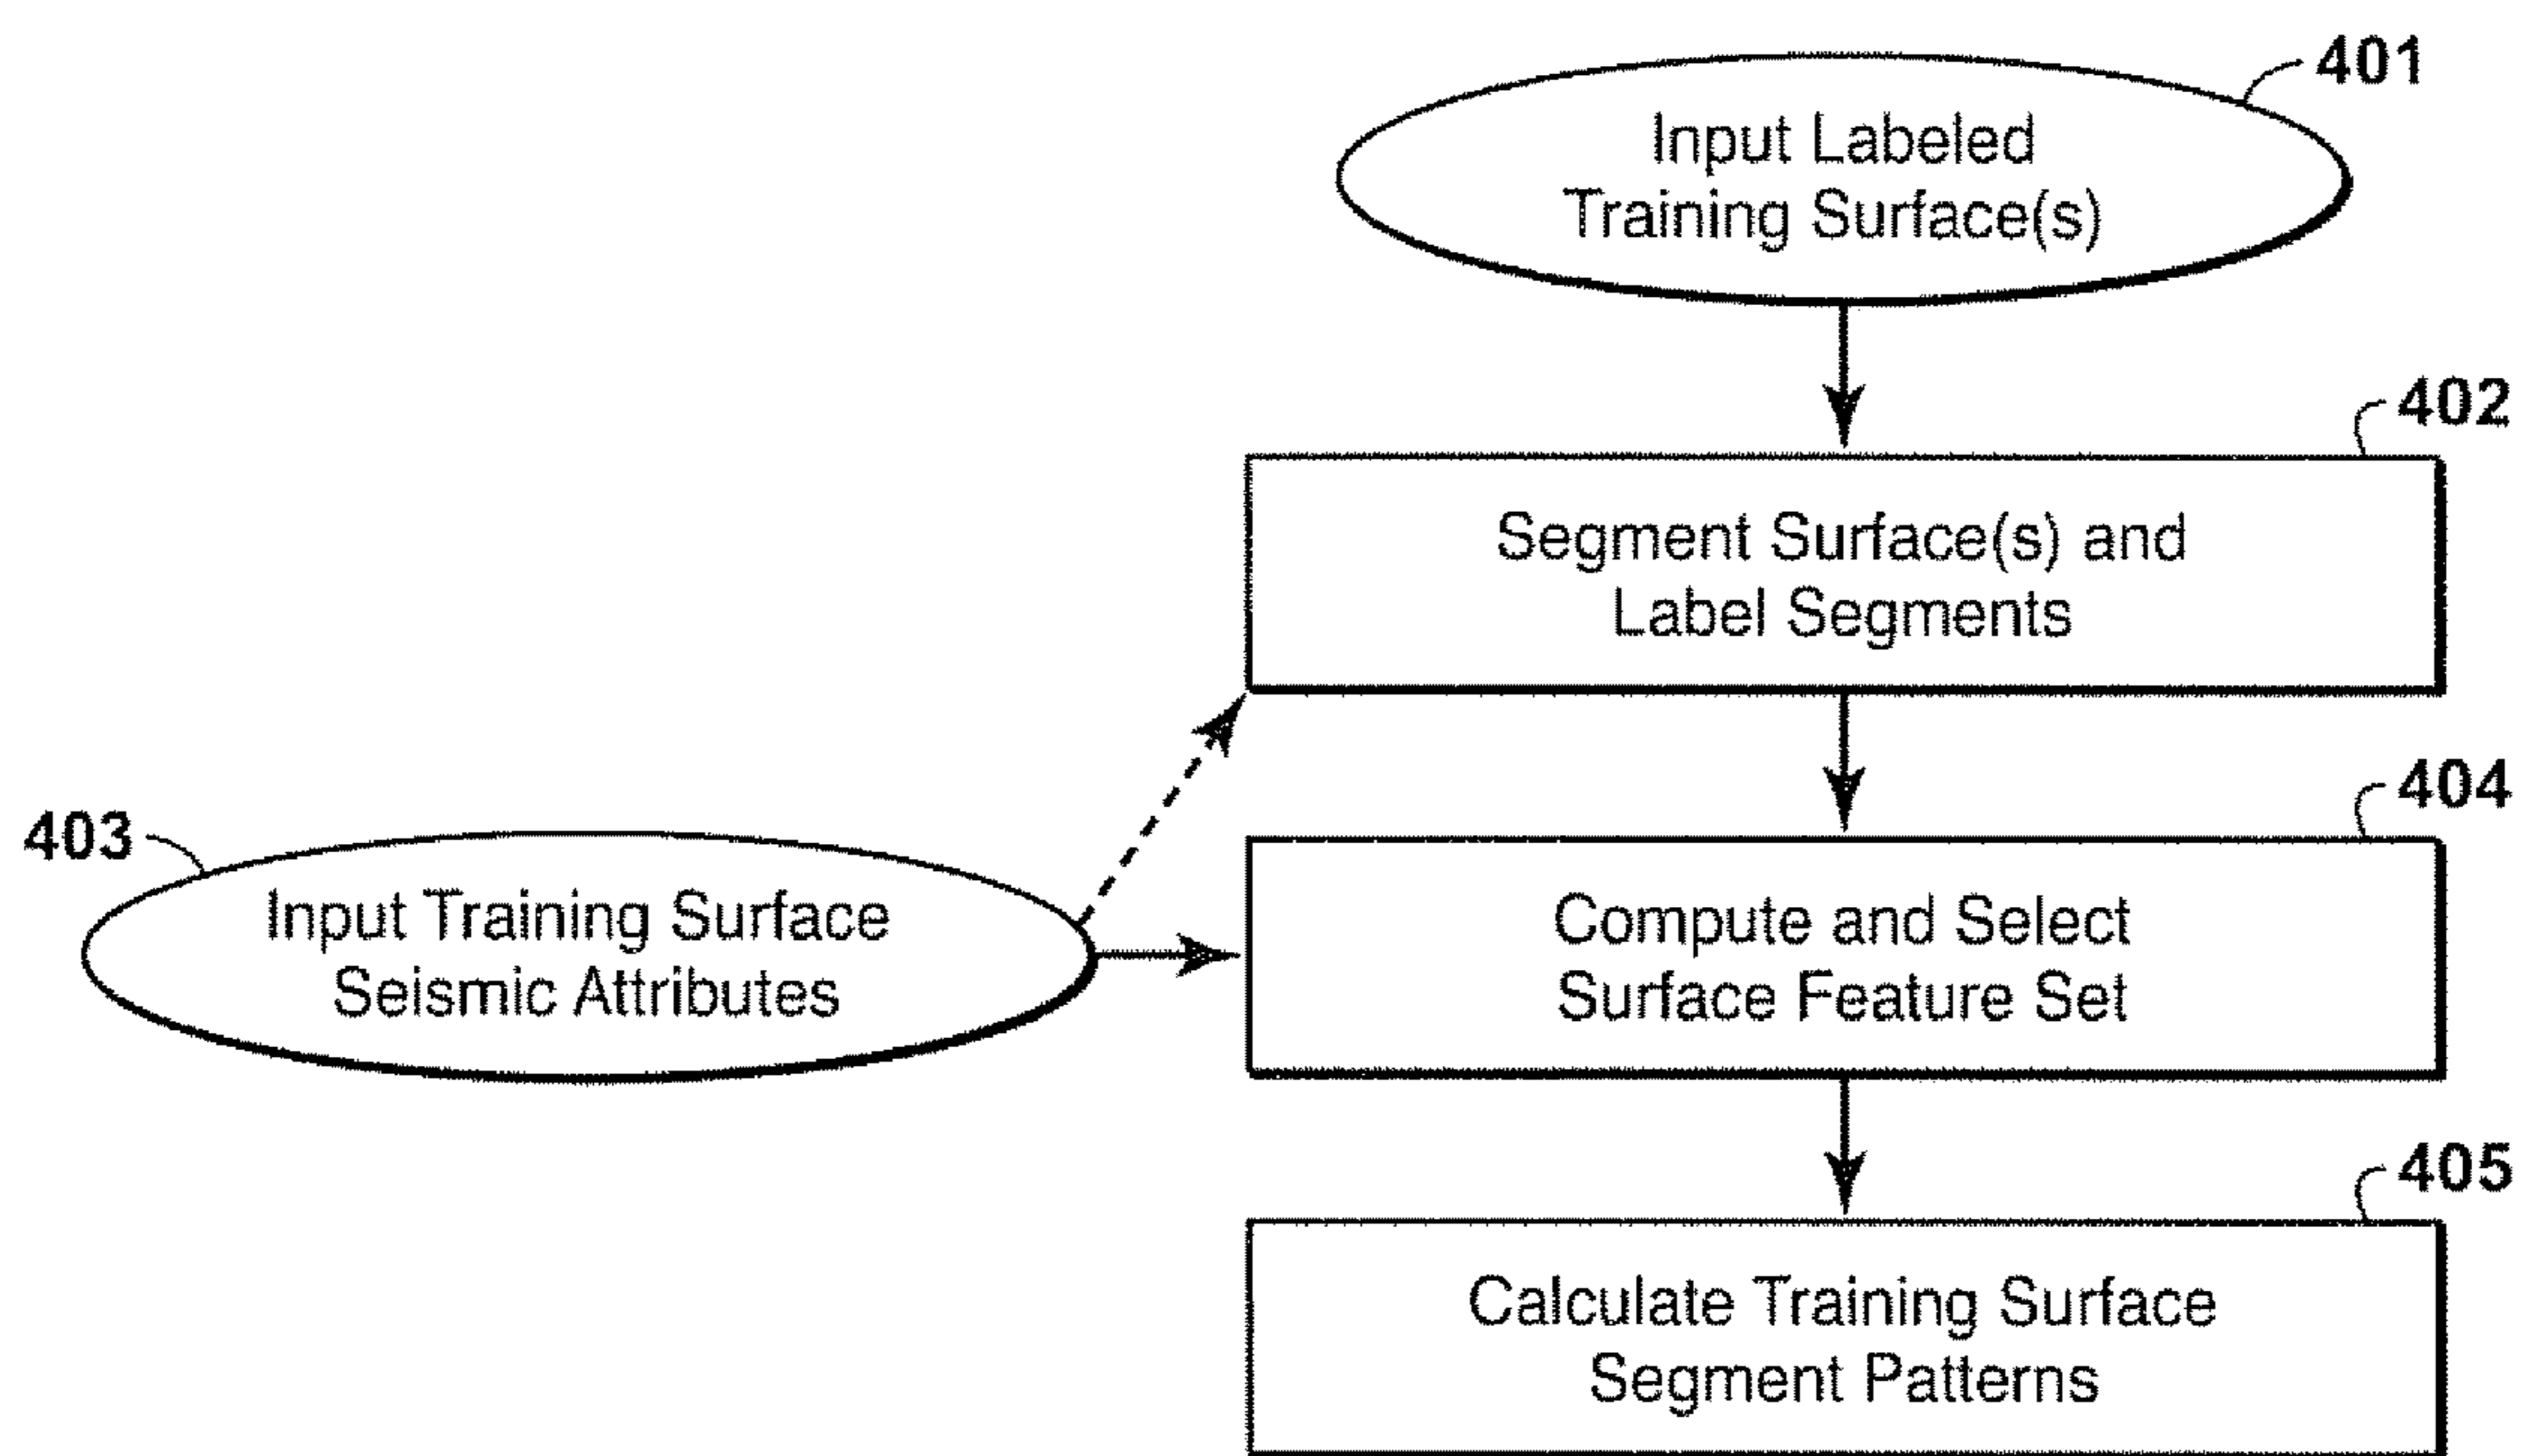 401
Input Labeled
Training Surface(s)
402
Segment Surface(s) and
Label Segments
403
Input Training Surface
Seismic Attributes
404
Compute and Select
Surface Feature Set
405
Calculate Training Surface
Segment Patterns